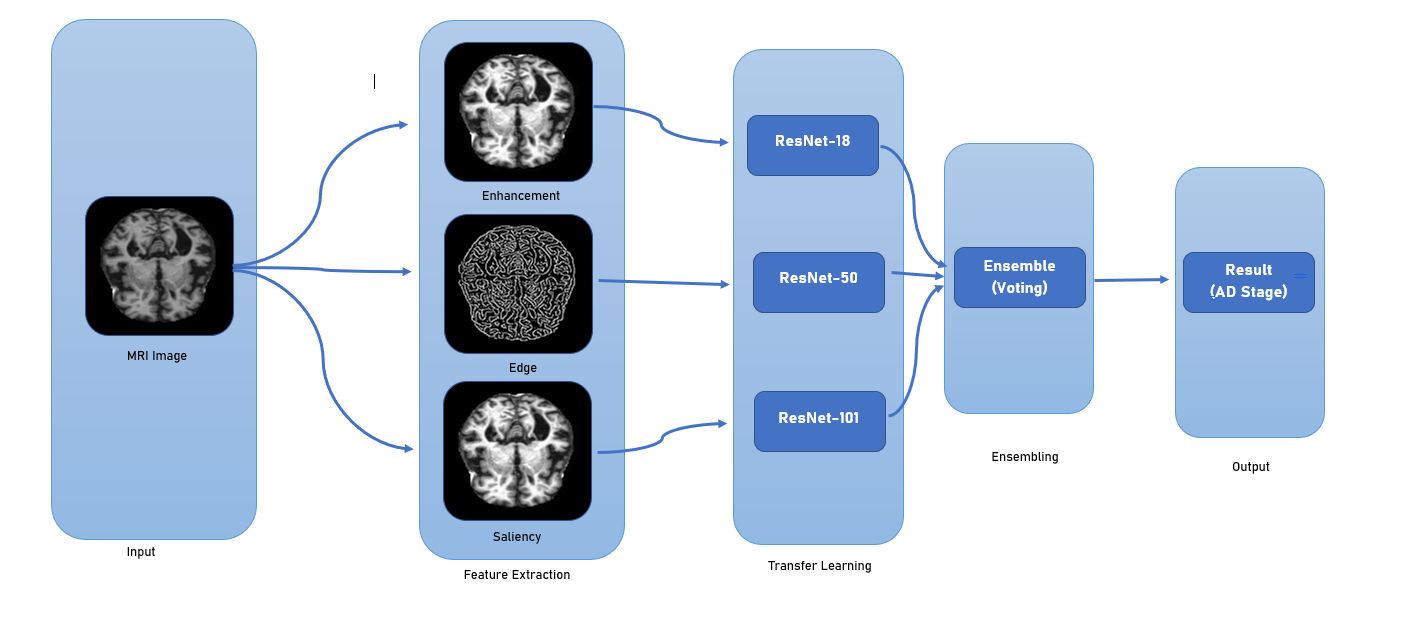 MRI Image
Input
Enhancement
Edge
Saliency
Feature Extraction
ResNet-18
ResNet-50
ResNet-101
Transfer Learning
Ensemble
(Voting)
Ensembling
Result
(AD Stage)
Output